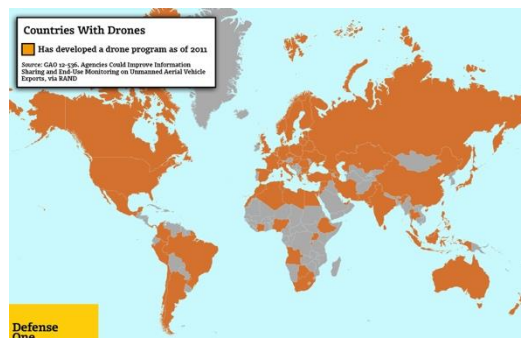 Countries With Drones
Has developed a drone program as of 2011
Source: GAO 12-536. Agencies Could Improve Information
Sharing and End-Use Monitoring on Unmanned Aerial Vehicle
Exports, via RAND
Defense
One